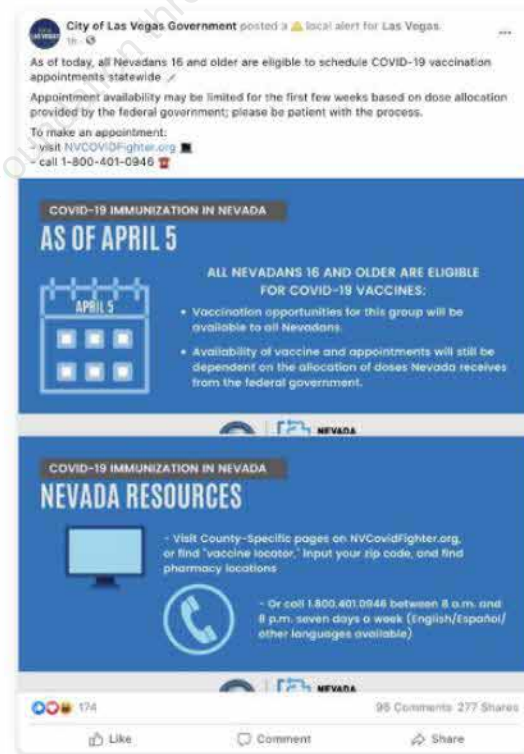 City of Las Vegas Government posted a local alert for Las Vegas.
1h
As of today, all Nevadans 16 and older are eligible to schedule COVID-19 vaccination
appointments statewide
Appointment availability may be limited for the first few weeks based on dose allocation
provided by the federal government; please be patient with the process.
To make an appointment:
- visit NVCOVIDFighter.org
- call 1-800-401-0946
COVID-19 IMMUNIZATION IN NEVADA
AS OF APRIL 5
APRIL 5
ALL NEVADANS 16 AND OLDER ARE ELIGIBLE
FOR COVID-19 VACCINES:
• Vaccination opportunities for this group will be
available to all Nevadans.
• Availability of vaccine and appointments will still be
dependent on the allocation of doses Nevada receives
from the federal government.
NEVADA
COVID-19 IMMUNIZATION IN NEVADA
NEVADA RESOURCES
- Visit County-Specific pages on NVCovidFighter.org,
or find "vaccine locator," input your zip code, and find
pharmacy locations
- Or call 1.800.401.0946 between 8 a.m. and
8 p.m. seven days a week (English/Español/
other languages available)
NEVADA
174
95 Comments 277 Shares
Like
Comment
Share